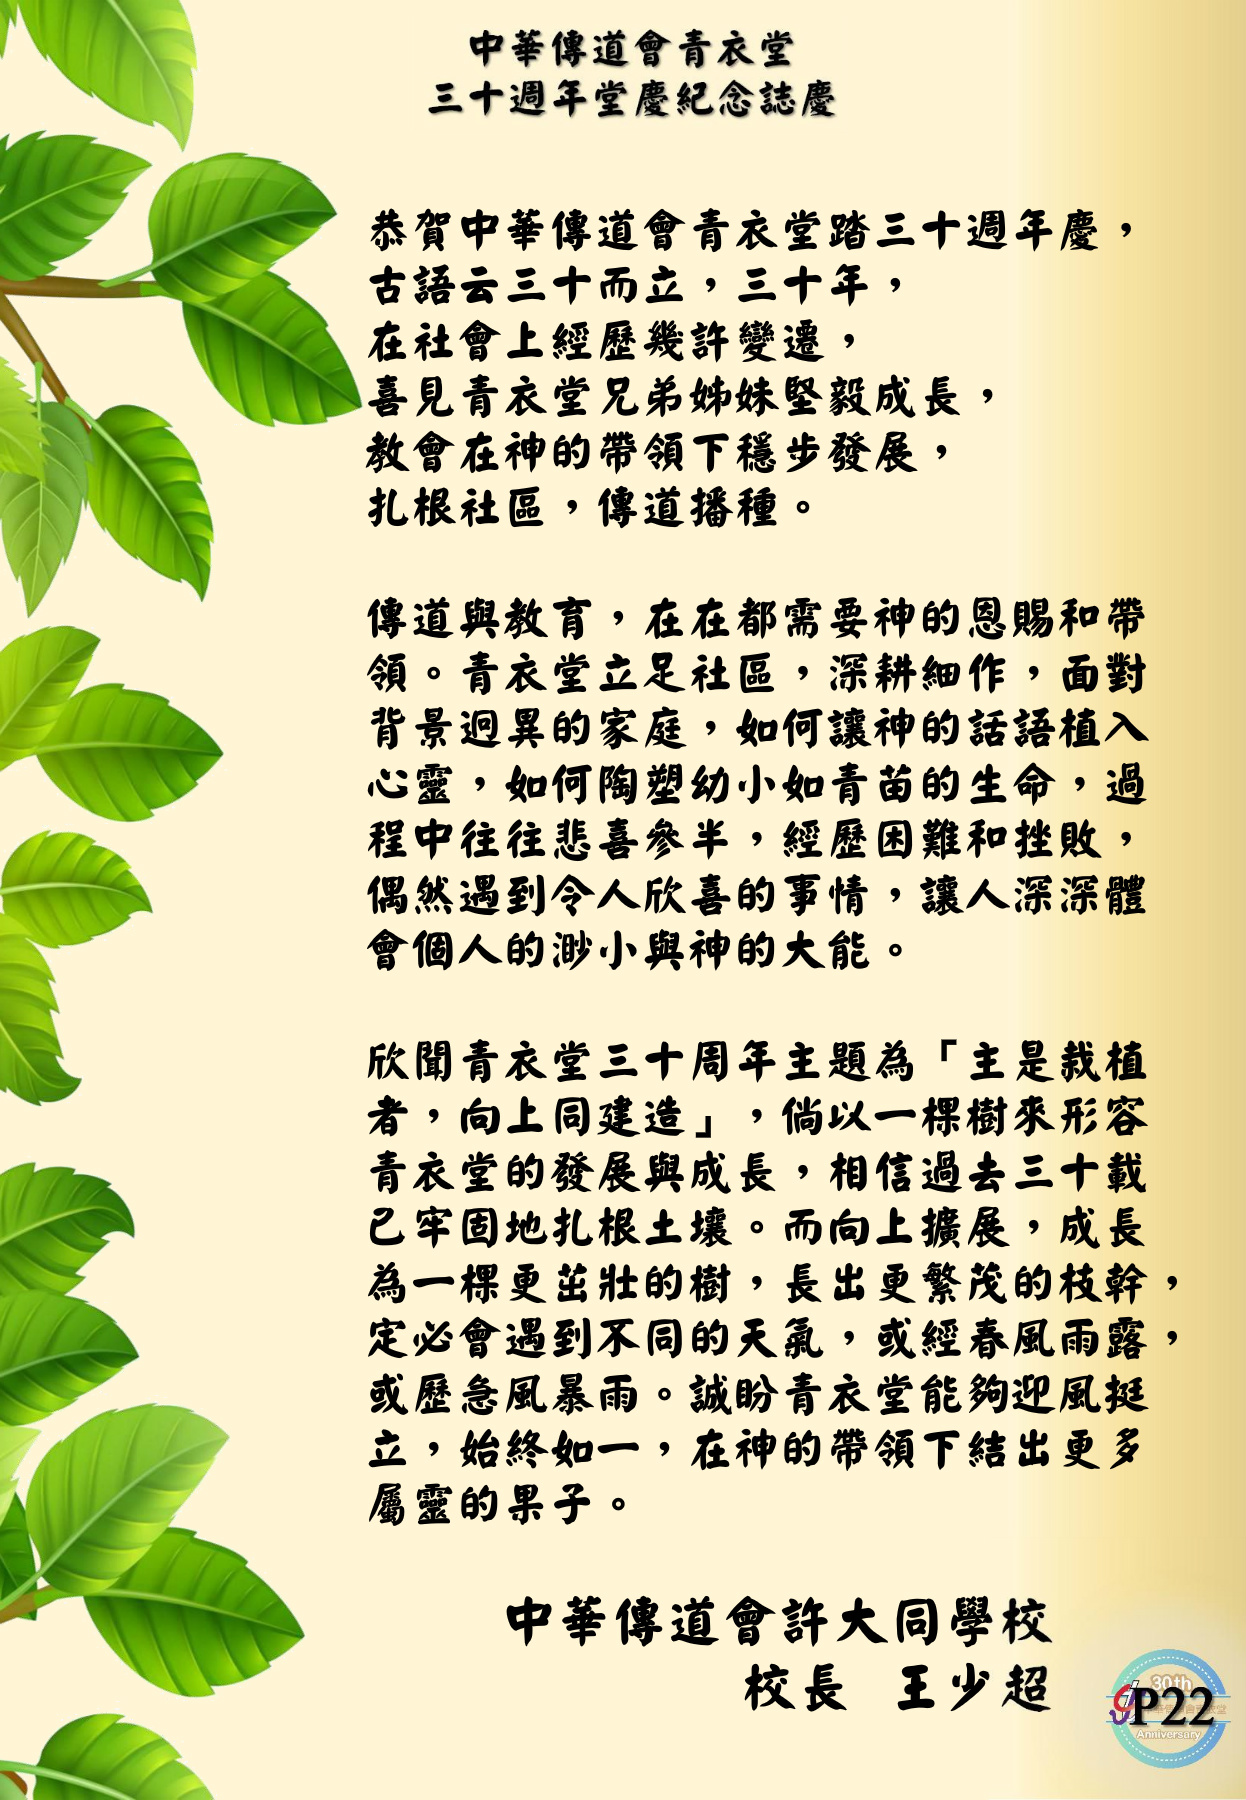 中華傳道會青衣堂
三十週年堂慶紀念誌慶
恭賀中華傳道會青衣堂踏三十週年慶，
古語云三十而立，三十年，
在社會上經歷幾許變遷，
喜見青衣堂兄弟姊妹堅毅成長，
教會在神的帶領下穩步發展，
扎根社區，傳道播種。
傳道與教育，在在都需要神的恩賜和帶
領。青衣堂立足社區，深耕細作，面對
背景迥異的家庭，如何讓神的話語植入
心靈，如何陶塑幼小如青苗的生命，過
程中往往悲喜參半，經歷困難和挫敗，
偶然遇到令人欣喜的事情，讓人深深體
會個人的渺小與神的大能。
欣聞青衣堂三十周年主題為「主是栽植
者，向上同建造」，倘以一棵樹來形容
青衣堂的發展與成長，相信過去三十載
已牢固地扎根土壤。而向上擴展，成長
為一棵更茁壯的樹，長出更繁茂的枝幹，
定必會遇到不同的天氣，或經春風雨露，
或歷急風暴雨。誠盼青衣堂能夠迎風挺
立，始終如一，在神的帶領下結出更多
屬靈的果子。
中華傳道會許大同學校
校長　王少超
30th
P22
Anniversary